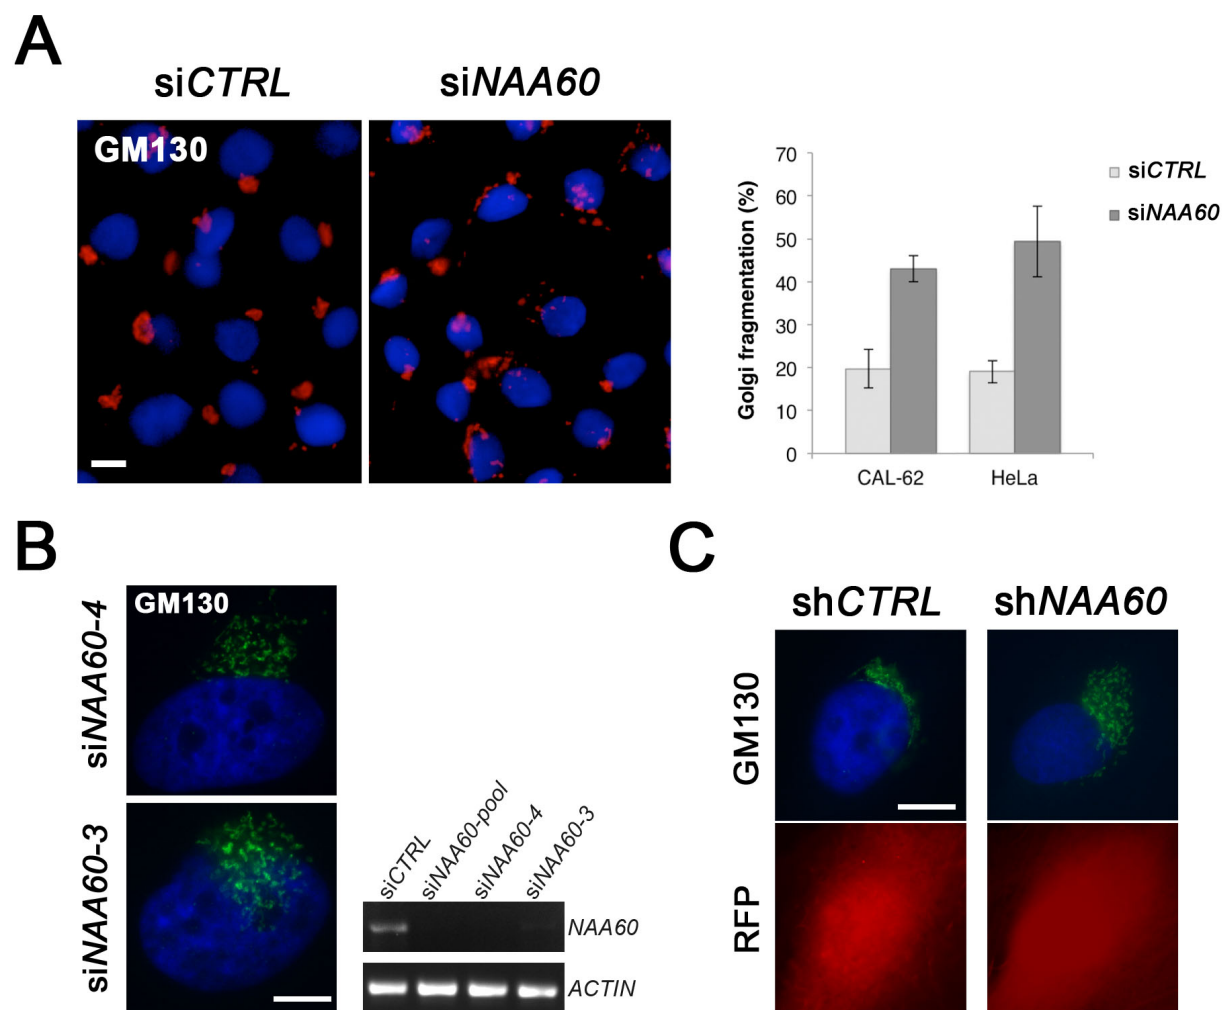 A
siCTRL
siNAA60
GM130
Golgi fragmentation (%)
70
60
50
40
30
20
10
0
CAL-62
HeLa
siCTRL
siNAA60
B
siNAA60-4
GM130
siNAA60-3
siCTRL
siNAA60-pool
siNAA60-4
siNAA60-3
NAA60
ACTIN
C
shCTRL
shNAA60
GM130
RFP